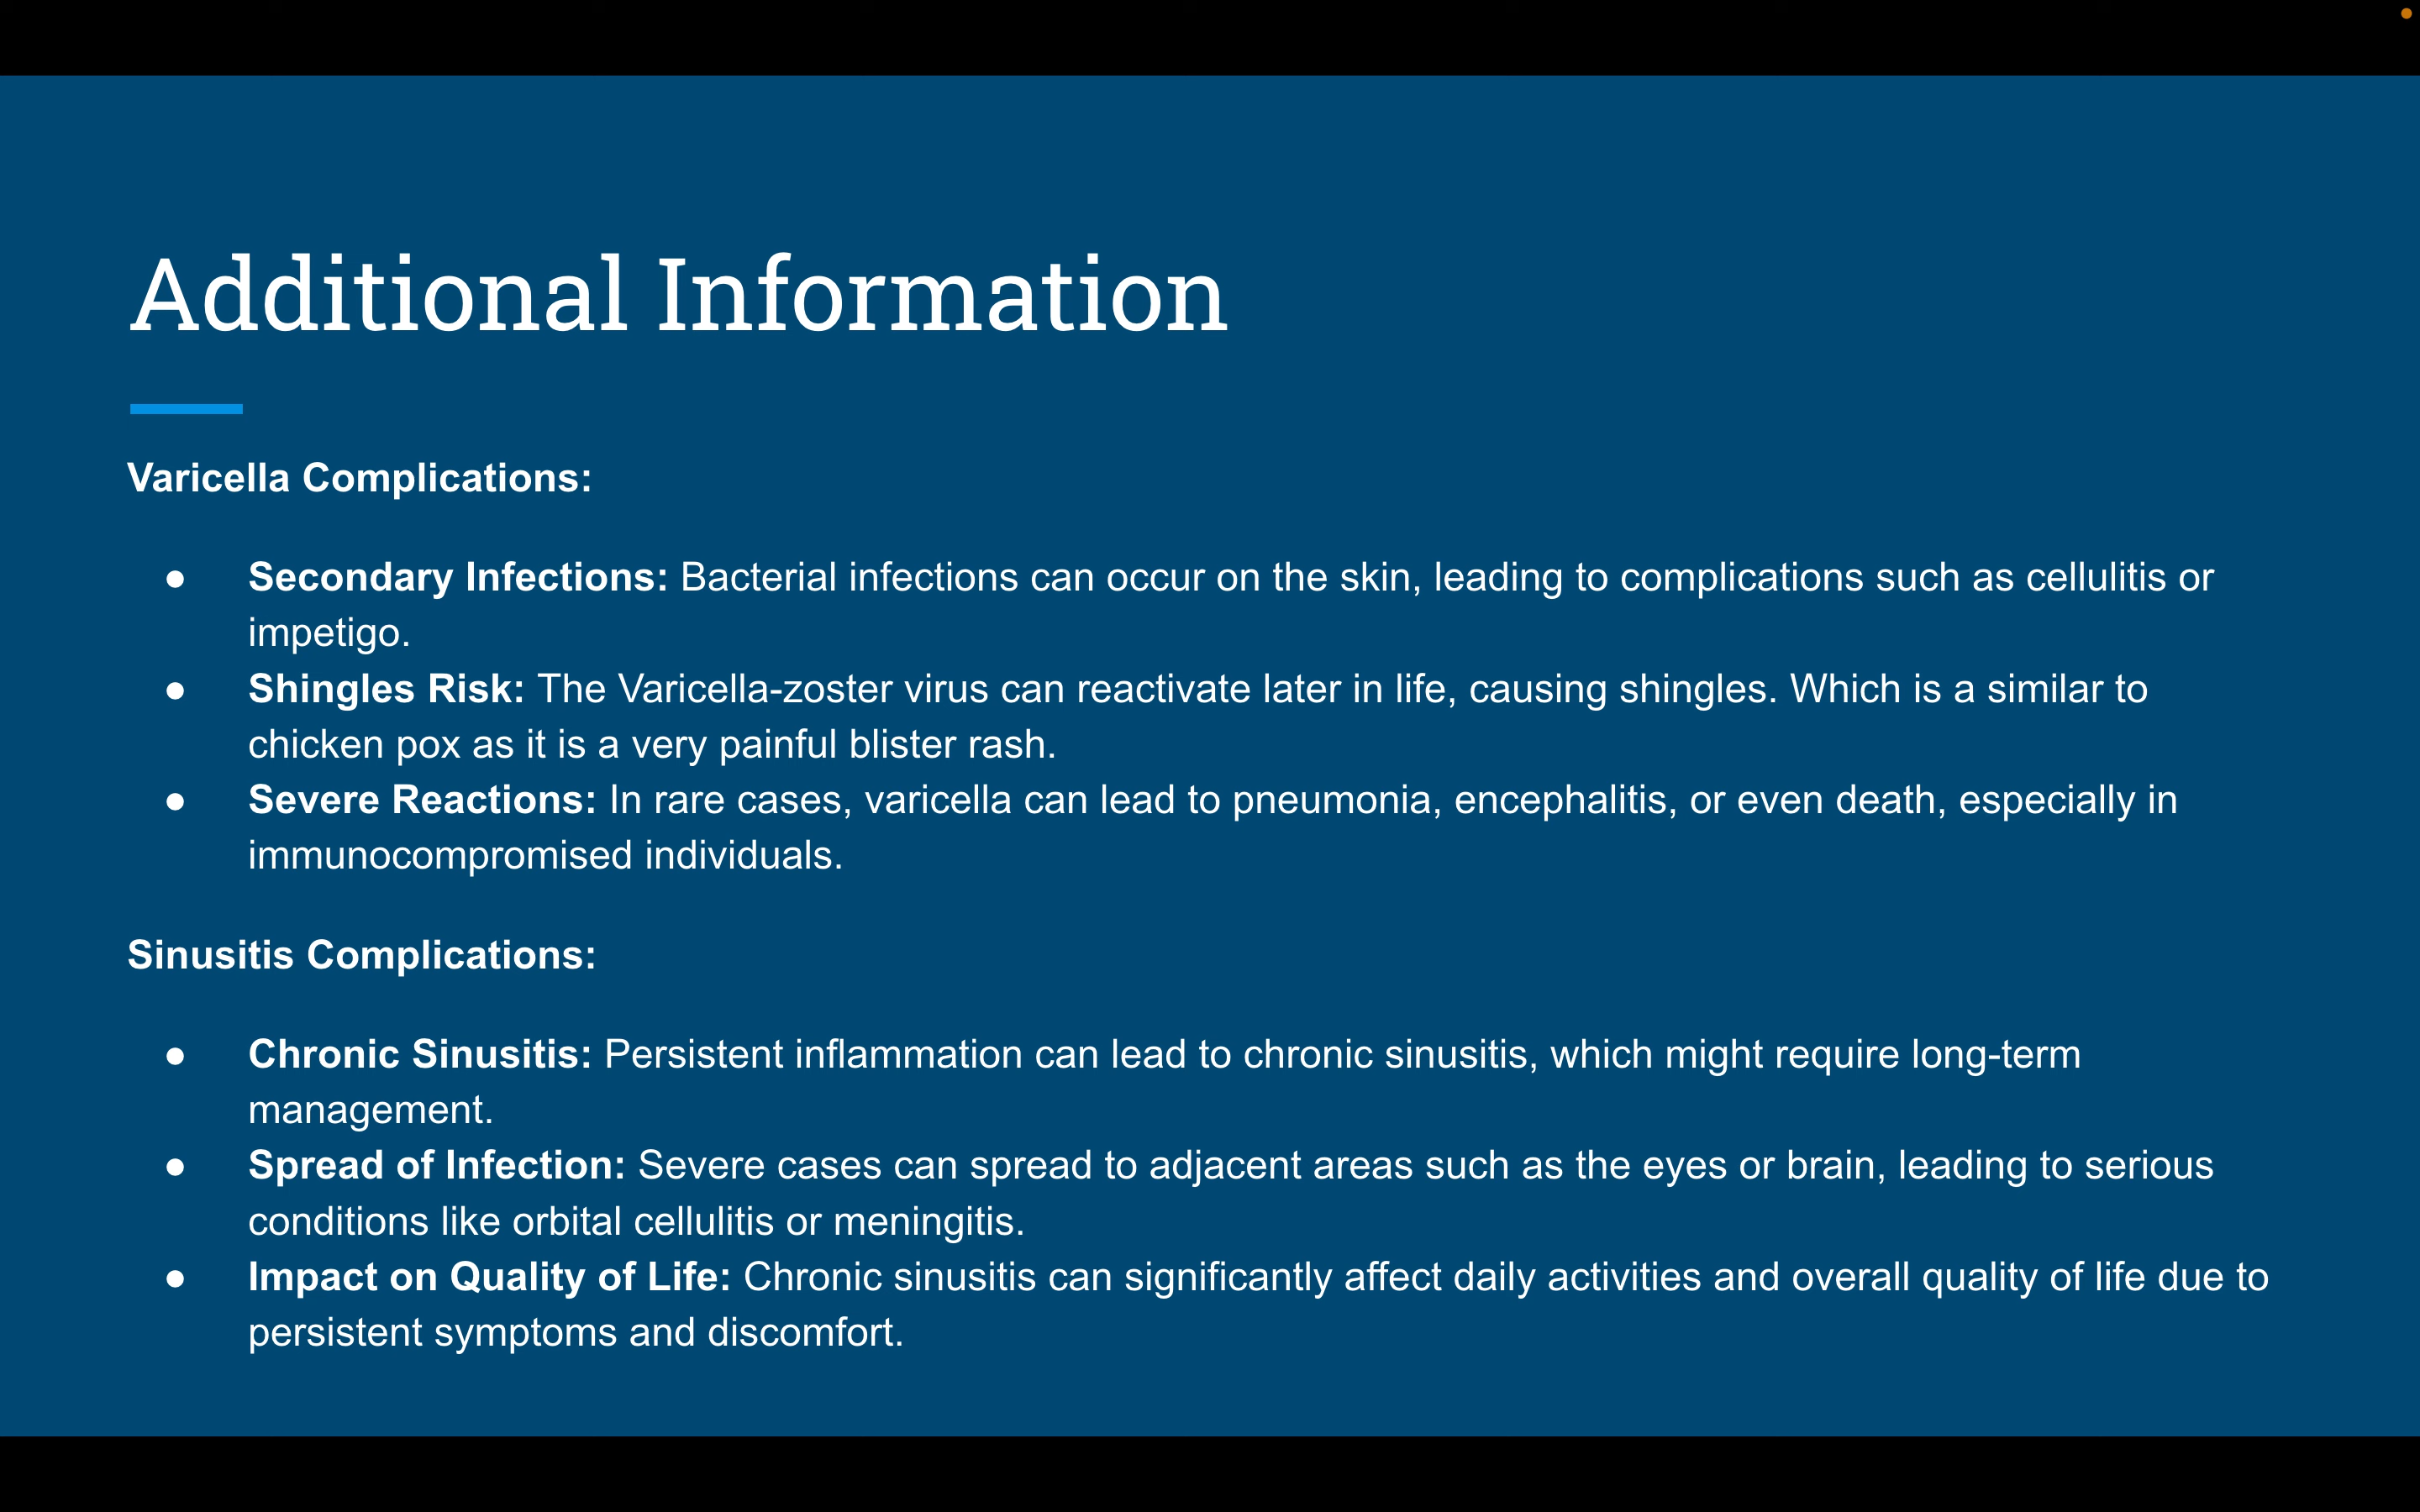 Additional Information
Varicella Complications:
● Secondary Infections: Bacterial infections can occur on the skin, leading to complications such as cellulitis or
impetigo.
● Shingles Risk: The Varicella-zoster virus can reactivate later in life, causing shingles. Which is a similar to
chicken pox as it is a very painful blister rash.
● Severe Reactions: In rare cases, varicella can lead to pneumonia, encephalitis, or even death, especially in
immunocompromised individuals.
Sinusitis Complications:
● Chronic Sinusitis: Persistent inflammation can lead to chronic sinusitis, which might require long-term
management.
● Spread of Infection: Severe cases can spread to adjacent areas such as the eyes or brain, leading to serious
conditions like orbital cellulitis or meningitis.
● Impact on Quality of Life: Chronic sinusitis can significantly affect daily activities and overall quality of life due to
persistent symptoms and discomfort.